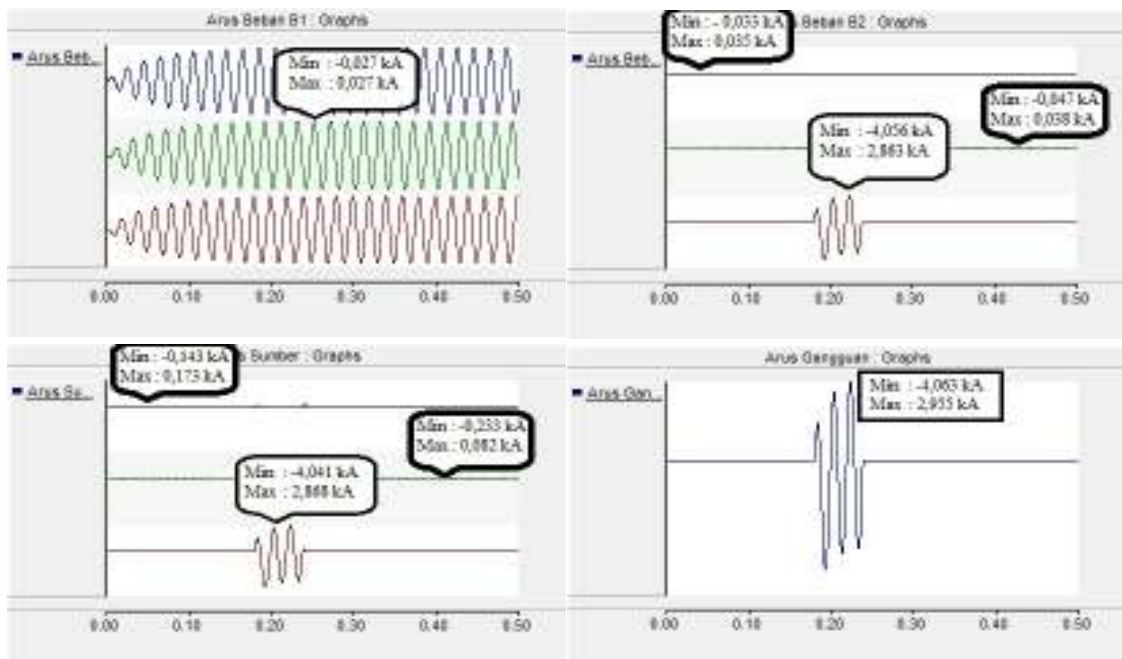 Arus Beban B1 : Graphs
Arus Beb...
Min : -0,027 kA
Max : 0,027 kA
0.00 0.10 0.20 0.30 0.40 0.50
Beban B2 : Graphs
Min : - 0,033 kA
Max : 0,035 kA
Arus Beb...
Min : -0,047 kA
Max : 0,038 kA
Min : -4,056 kA
Max : 2,863 kA
0.00 0.10 0.20 0.30 0.40 0.50
Sumber : Graphs
Min : -0,143 kA
Max : 0,173 kA
Arus Su...
Min : -0,233 kA
Max : 0,082 kA
Min : -4,041 kA
Max : 2,868 kA
0.00 0.10 0.20 0.30 0.40 0.50
Arus Gangguan : Graphs
Arus Gan...
Min : -4,063 kA
Max : 2,955 kA
0.00 0.10 0.20 0.30 0.40 0.50